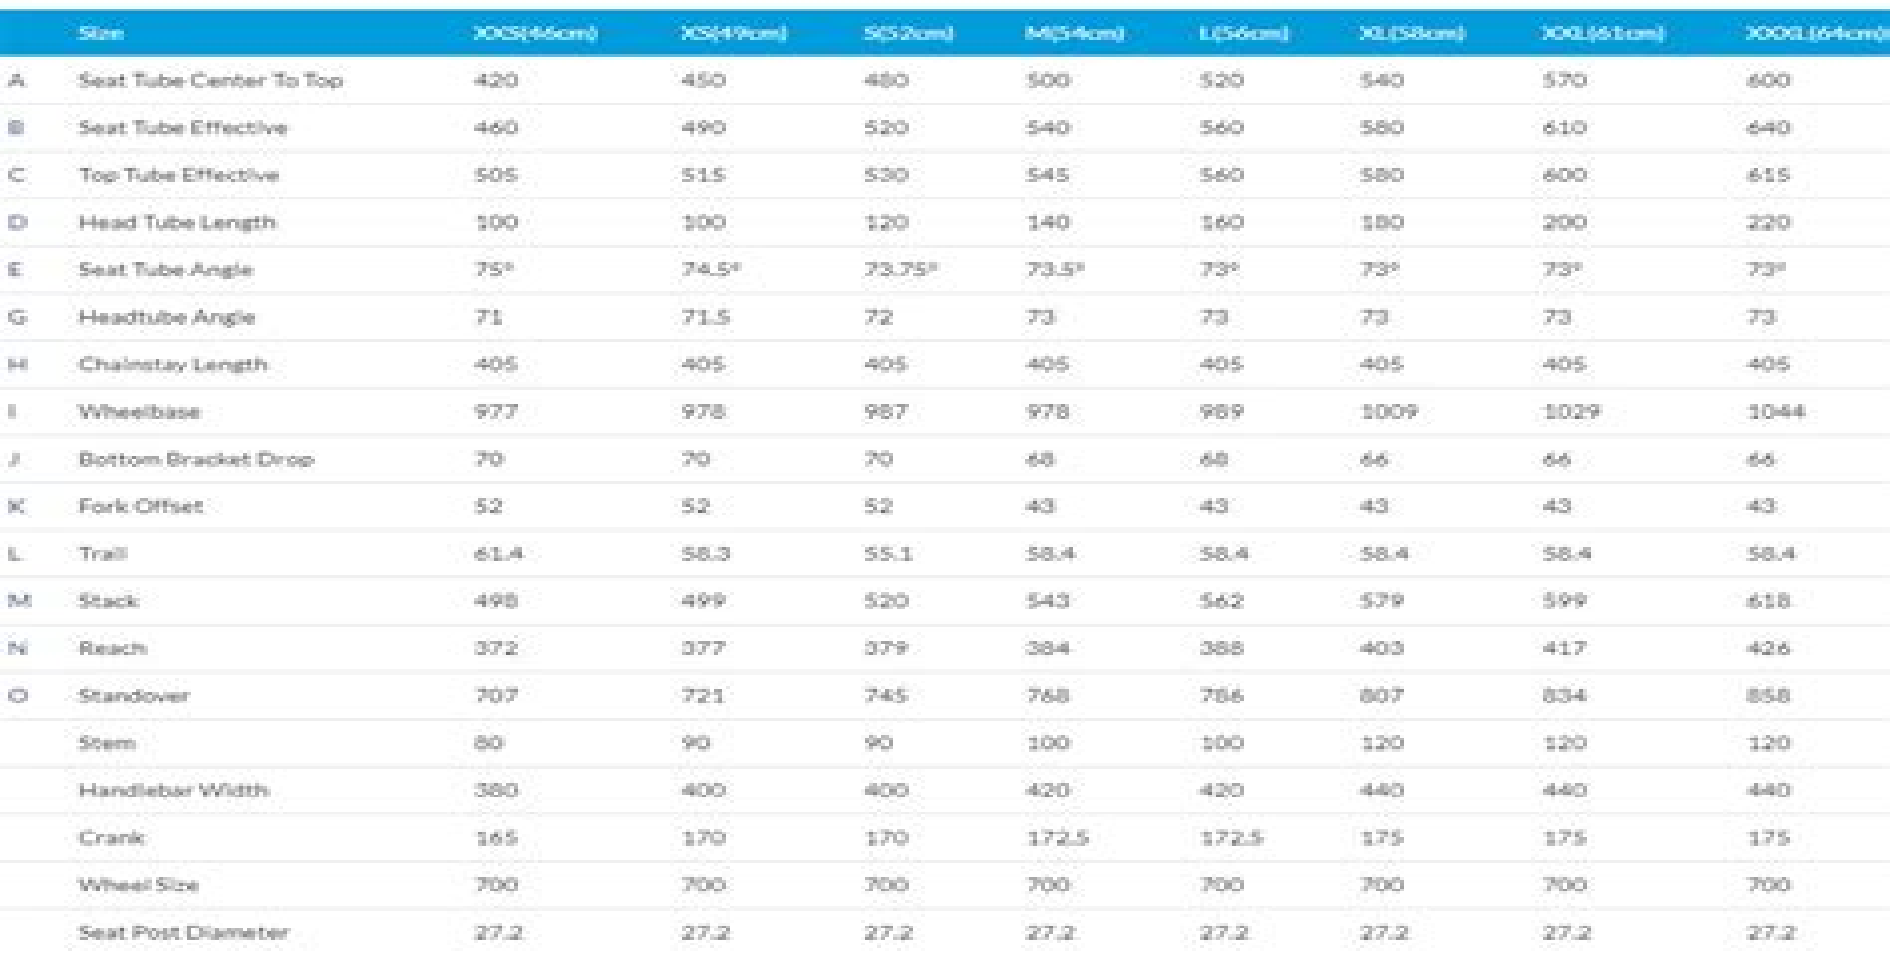 Size XXS(46cm) XS(49cm) S(52cm) M(54cm) L(56cm) XL(58cm) XXL(61cm) XXXL(64cm)
A Seat Tube Center To Top 420 450 480 500 520 540 570 600
B Seat Tube Effective 460 490 520 540 560 580 610 640
C Top Tube Effective 505 515 530 545 560 580 600 615
D Head Tube Length 100 100 120 140 160 180 200 220
E Seat Tube Angle 75° 74.5° 73.75° 73.5° 73° 73° 73° 73°
G Headtube Angle 71 71.5 72 73 73 73 73 73
H Chainstay Length 405 405 405 405 405 405 405 405
I Wheelbase 977 978 987 978 989 1009 1029 1044
J Bottom Bracket Drop 70 70 70 68 68 66 66 66
K Fork Offset 52 52 52 43 43 43 43 43
L Trail 61.4 58.3 55.1 58.4 58.4 58.4 58.4 58.4
M Stack 498 499 520 543 562 579 599 618
N Reach 372 377 379 384 388 403 417 426
O Standover 707 721 745 768 786 807 834 858
Stem 80 90 90 100 100 120 120 120
Handlebar Width 380 400 400 420 420 440 440 440
Crank 165 170 170 172.5 172.5 175 175 175
Wheel Size 700 700 700 700 700 700 700 700
Seat Post Diameter 27.2 27.2 27.2 27.2 27.2 27.2 27.2 27.2